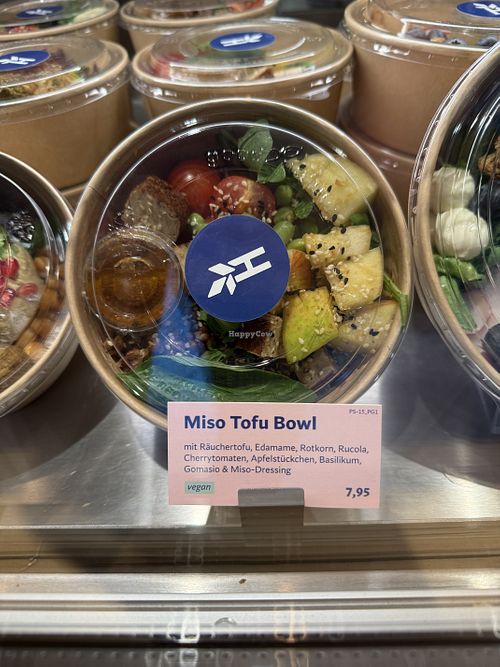 HappyCow
Miso Tofu Bowl
PS-15_PG1
mit Räuchertofu, Edamame, Rotkorn, Rucola,
Cherrytomaten, Apfelstückchen, Basilikum,
Gomasio & Miso-Dressing
vegan
7,95